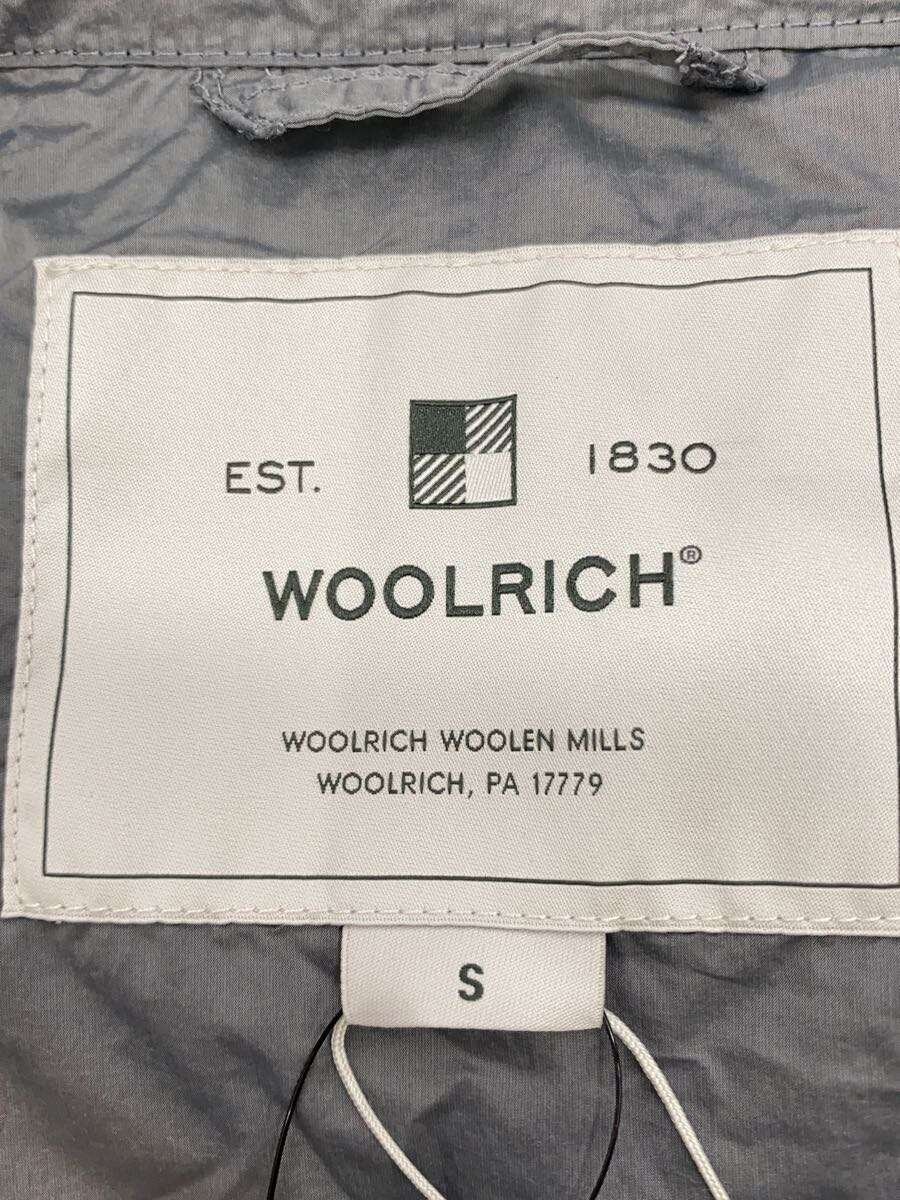 EST. 1830
WOOLRICH®
WOOLRICH WOOLEN MILLS
WOOLRICH, PA 17779
S